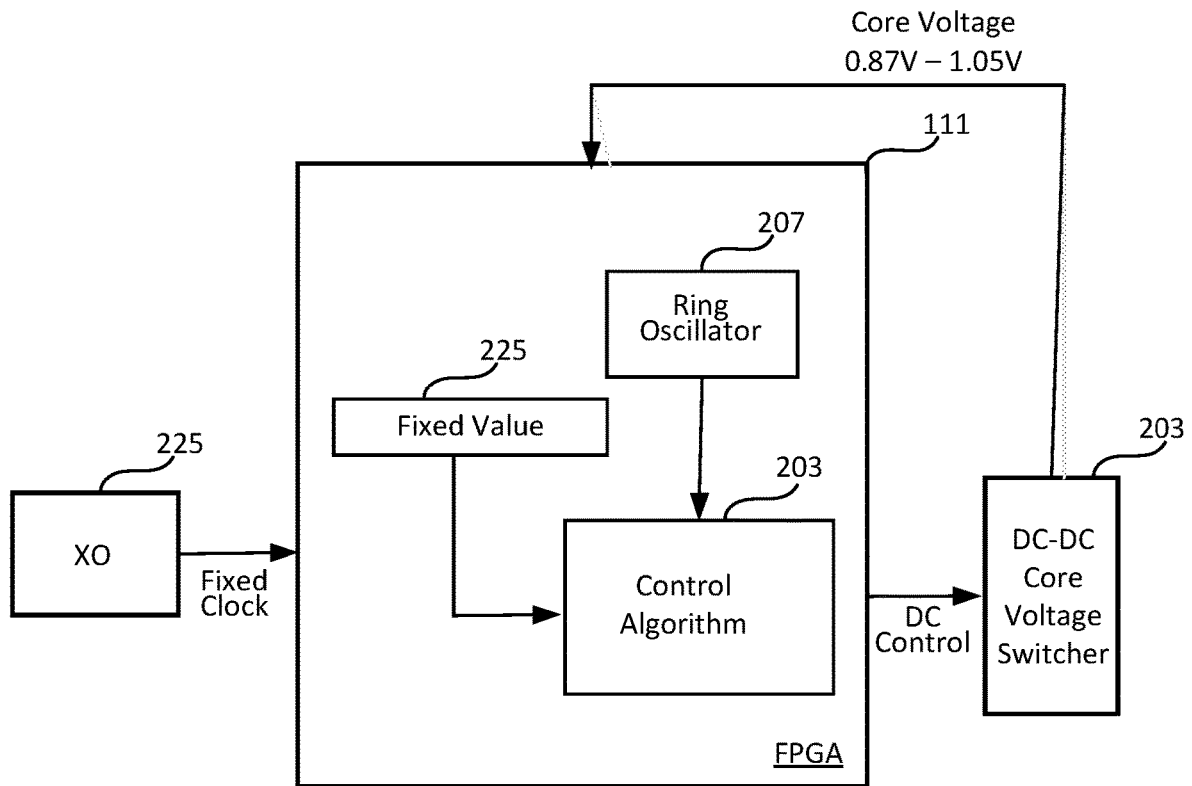 Core Voltage
0.87V – 1.05V
111
207
Ring
Oscillator
225
Fixed Value
225
XO
Fixed
Clock
203
Control
Algorithm
DC
Control
203
DC-DC
Core
Voltage
Switcher
FPGA